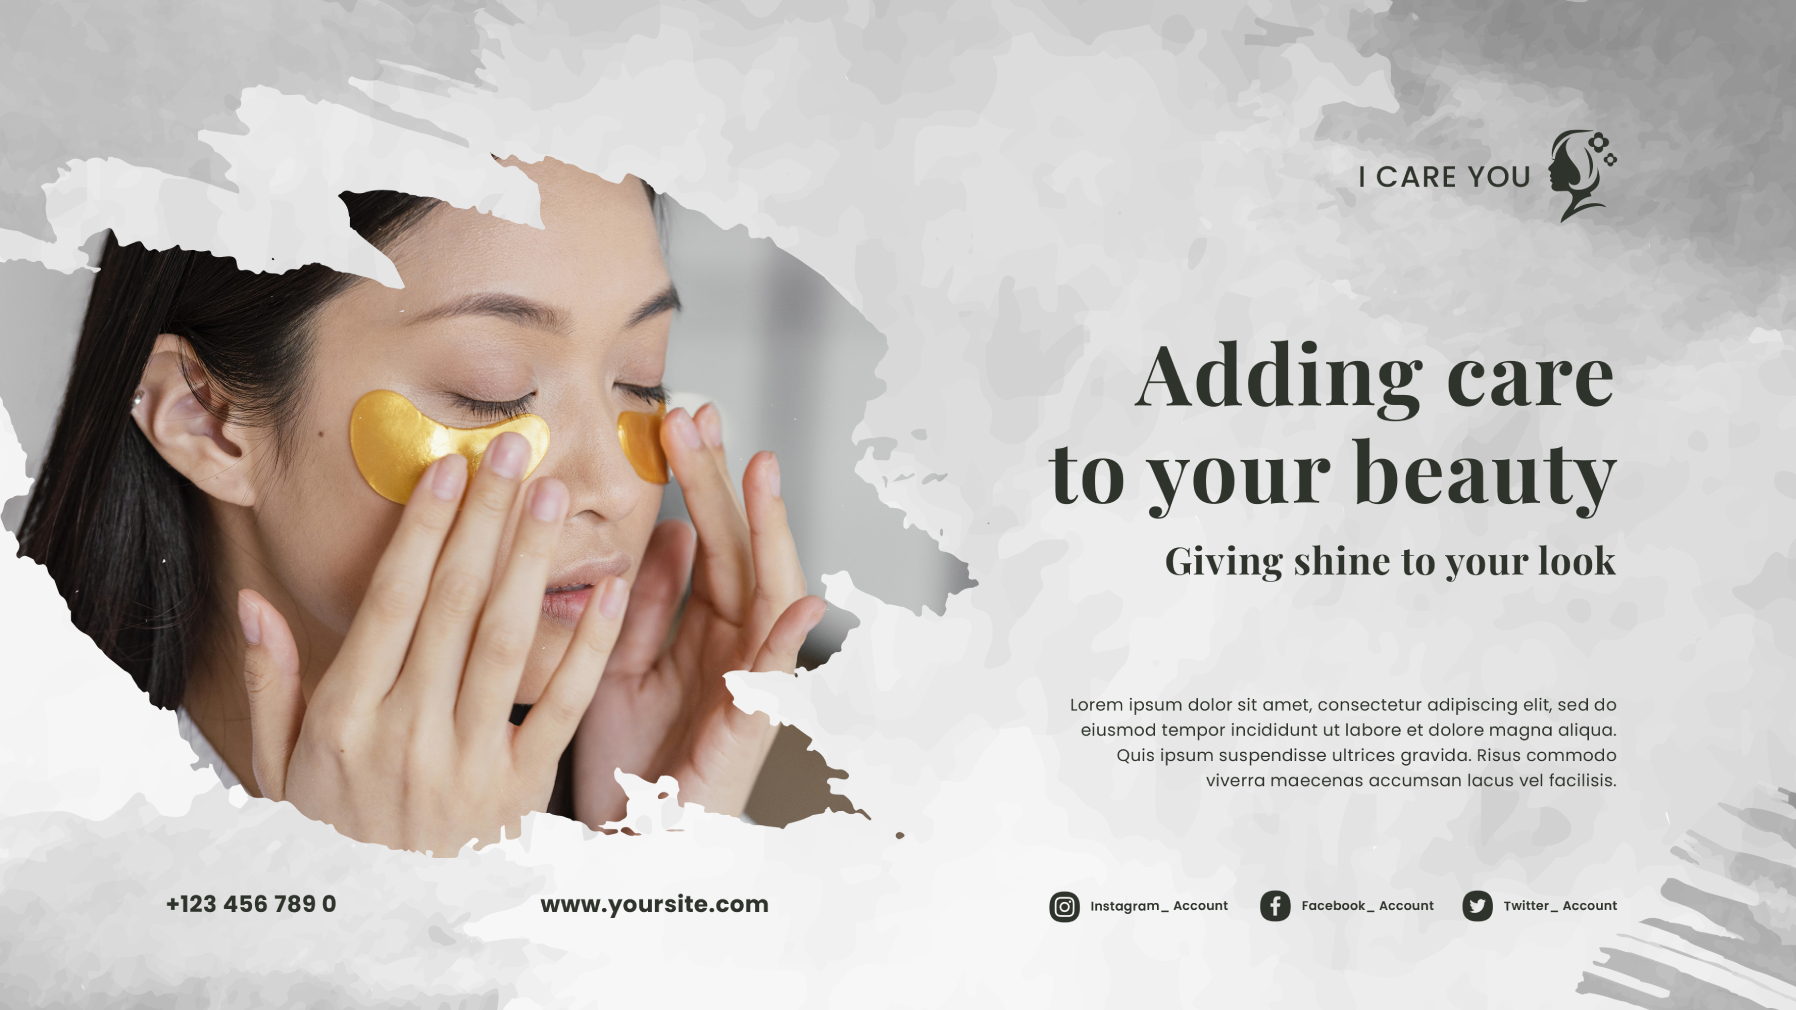 I CARE YOU
Adding care
to your beauty
Giving shine to your look
Lorem ipsum dolor sit amet, consectetur adipiscing elit, sed do
eiusmod tempor incididunt ut labore et dolore magna aliqua.
Quis ipsum suspendisse ultrices gravida. Risus commodo
viverra maecenas accumsan lacus vel facilisis.
+123 456 789 0
www.yoursite.com
Instagram_ Account
Facebook_ Account
Twitter_ Account